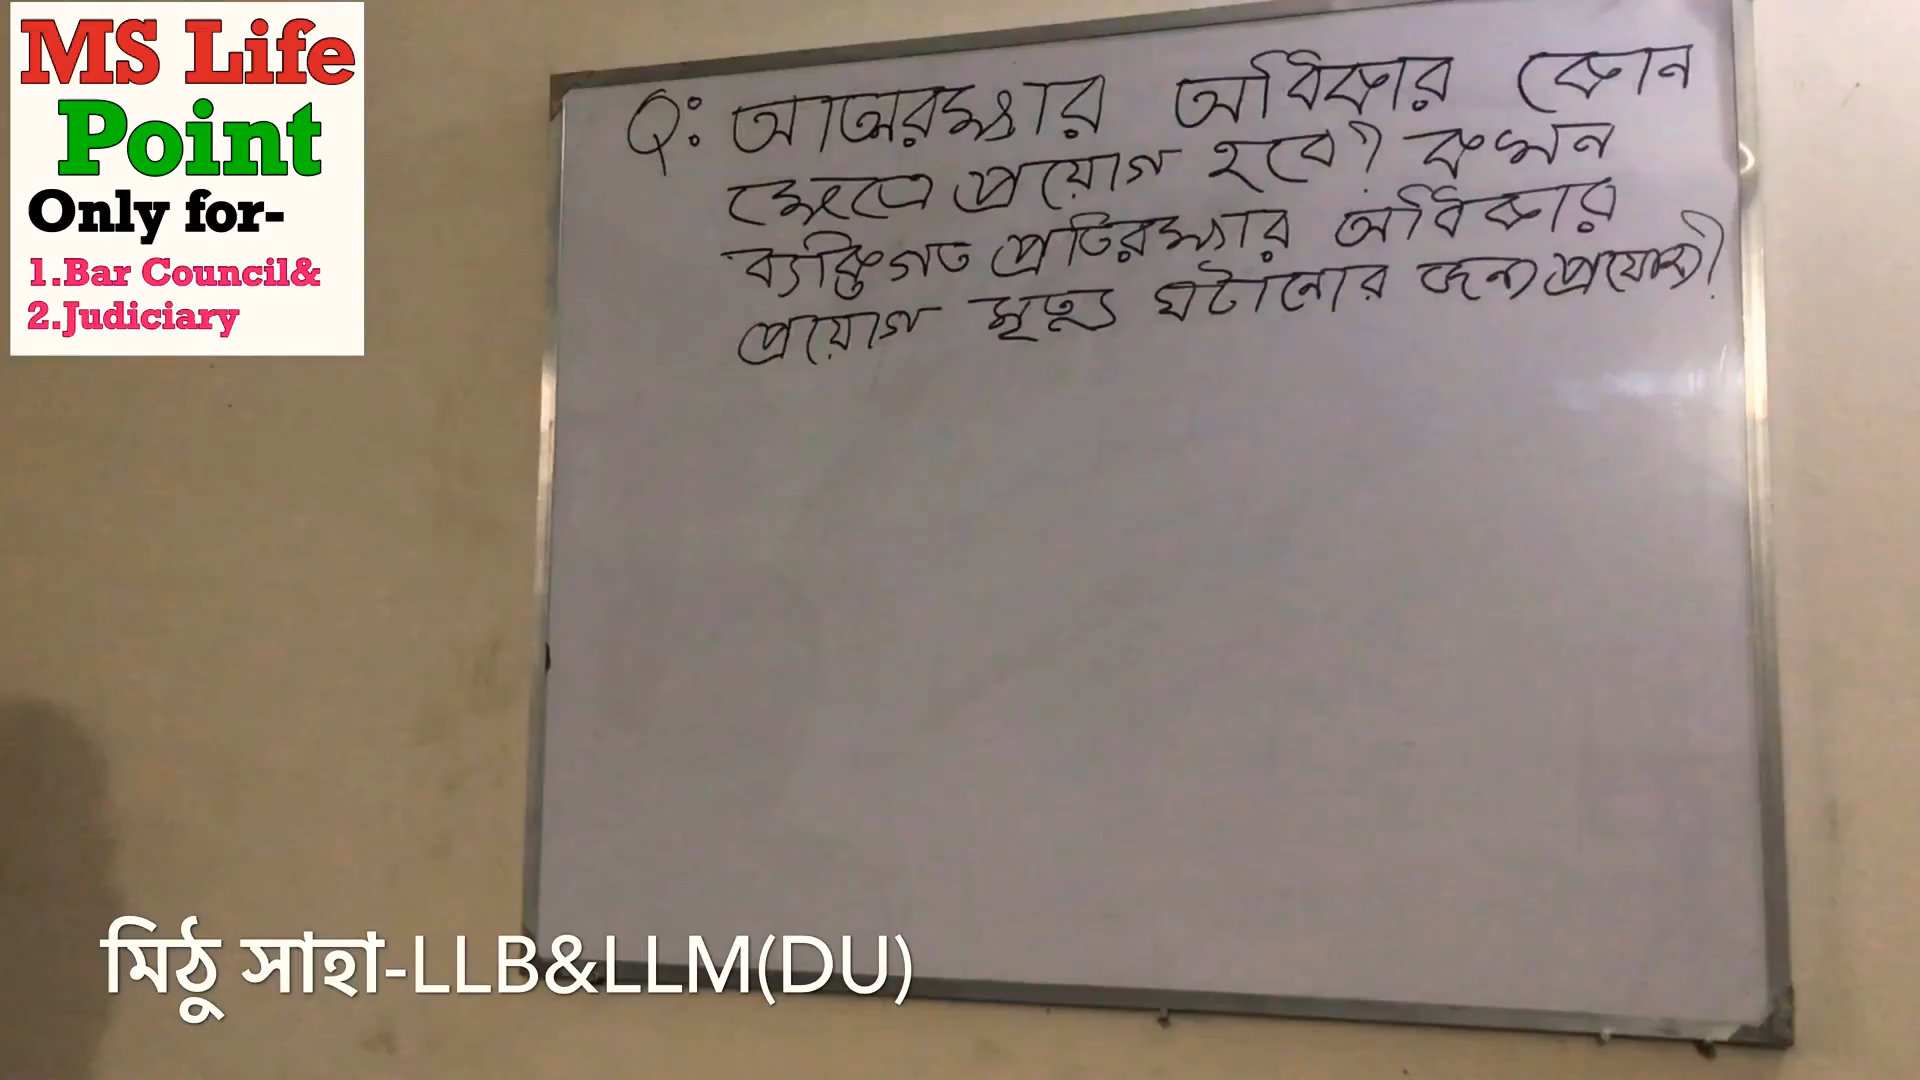 MS Life
Point
Only for-
1.Bar Council&
2.Judiciary
Q: আত্মরক্ষার অধিকার কোন
ক্ষেত্রে প্রয়োগ হবে? কখন
ব্যক্তিগত প্রতিরক্ষার অধিকার
প্রয়োগ মৃত্যু ঘটানোর জন্য
মিঠু সাহা-LLB&LLM(DU)